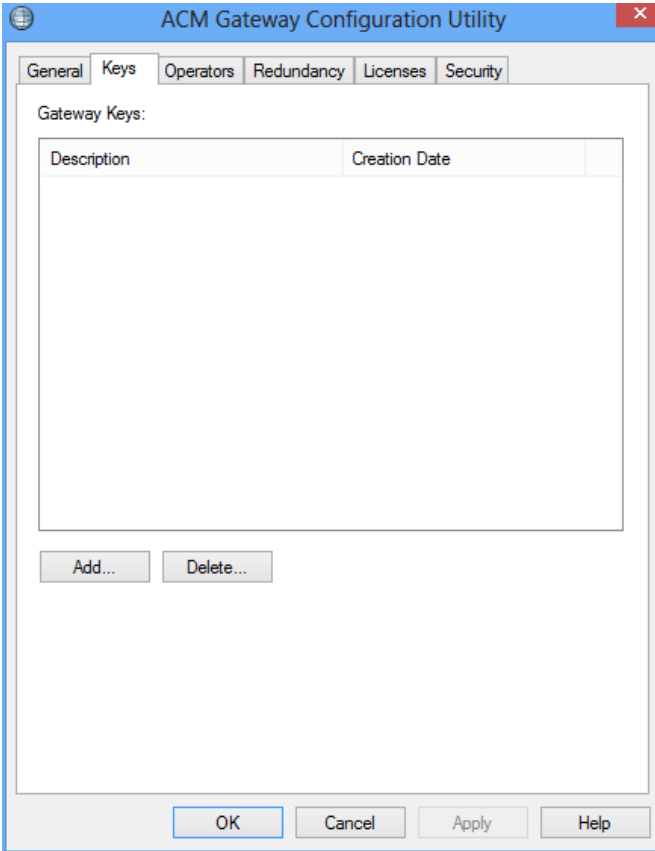 ACM Gateway Configuration Utility
General Keys Operators Redundancy Licenses Security
Gateway Keys:
Description Creation Date
Add... Delete...
OK Cancel Apply Help